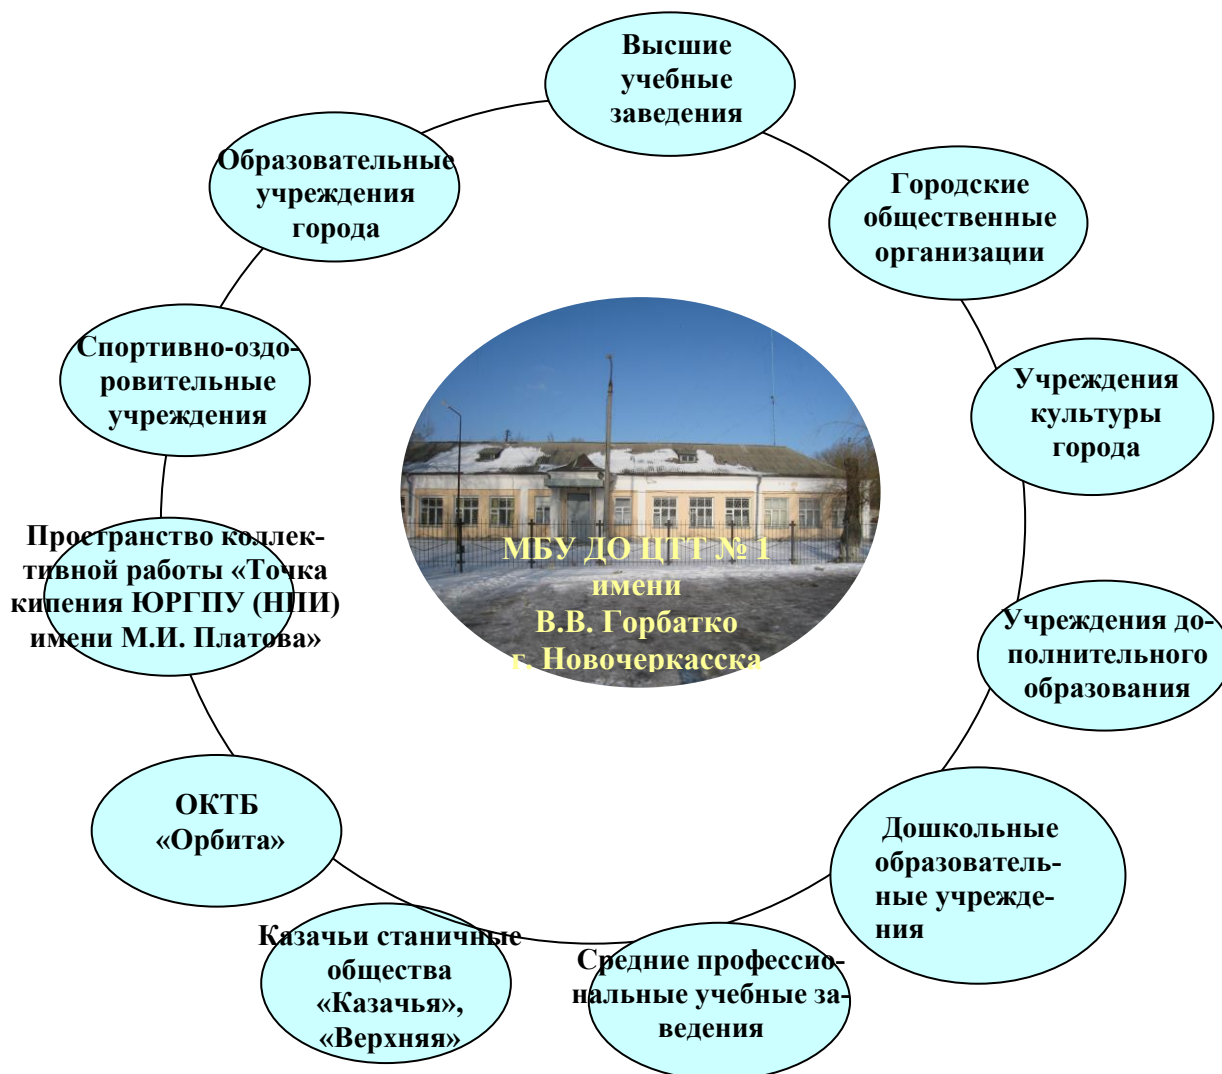 Высшие
учебные
заведения
Образовательные
учреждения
города
Городские
общественные
организации
Спортивно-оздо-
ровительные
учреждения
Учреждения
культуры
города
МБУ ДО ЦТТ № 1
имени
В.В. Горбатко
г. Новочеркасска
Пространство коллек-
тивной работы «Точка
кипения ЮРГПУ (НПИ)
имени М.И. Платова»
Учреждения до-
полнительного
образования
ОКТБ
«Орбита»
Дошкольные
образователь-
ные учрежде-
ния
Казачьи станичные
общества
«Казачья»,
«Верхняя»
Средние профессио-
нальные учебные за-
ведения